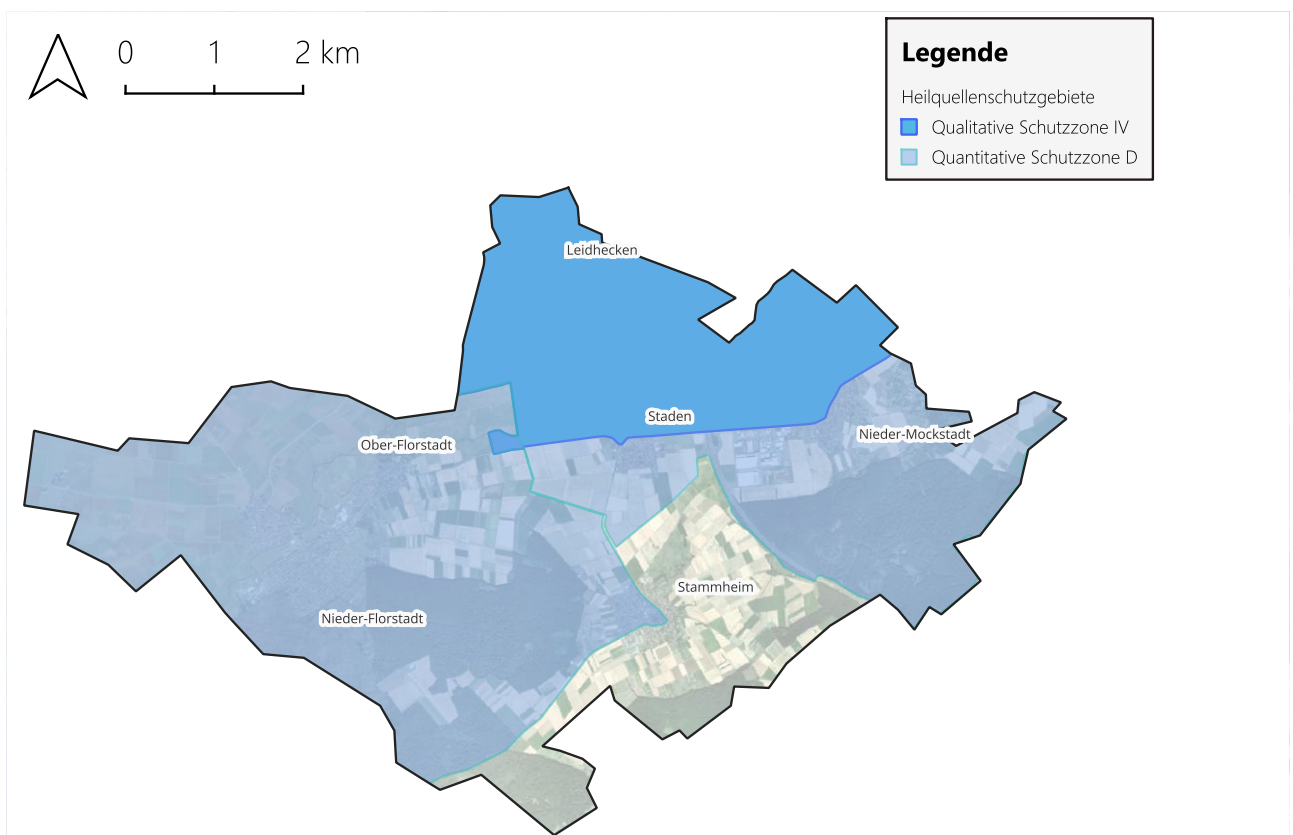 0 1 2 km
Legende
Heilquellenschutzgebiete
Qualitative Schutzzone IV
Quantitative Schutzzone D
Leidhecken
Staden
Ober-Florstadt
Nieder-Mockstadt
Stammheim
Nieder-Florstadt